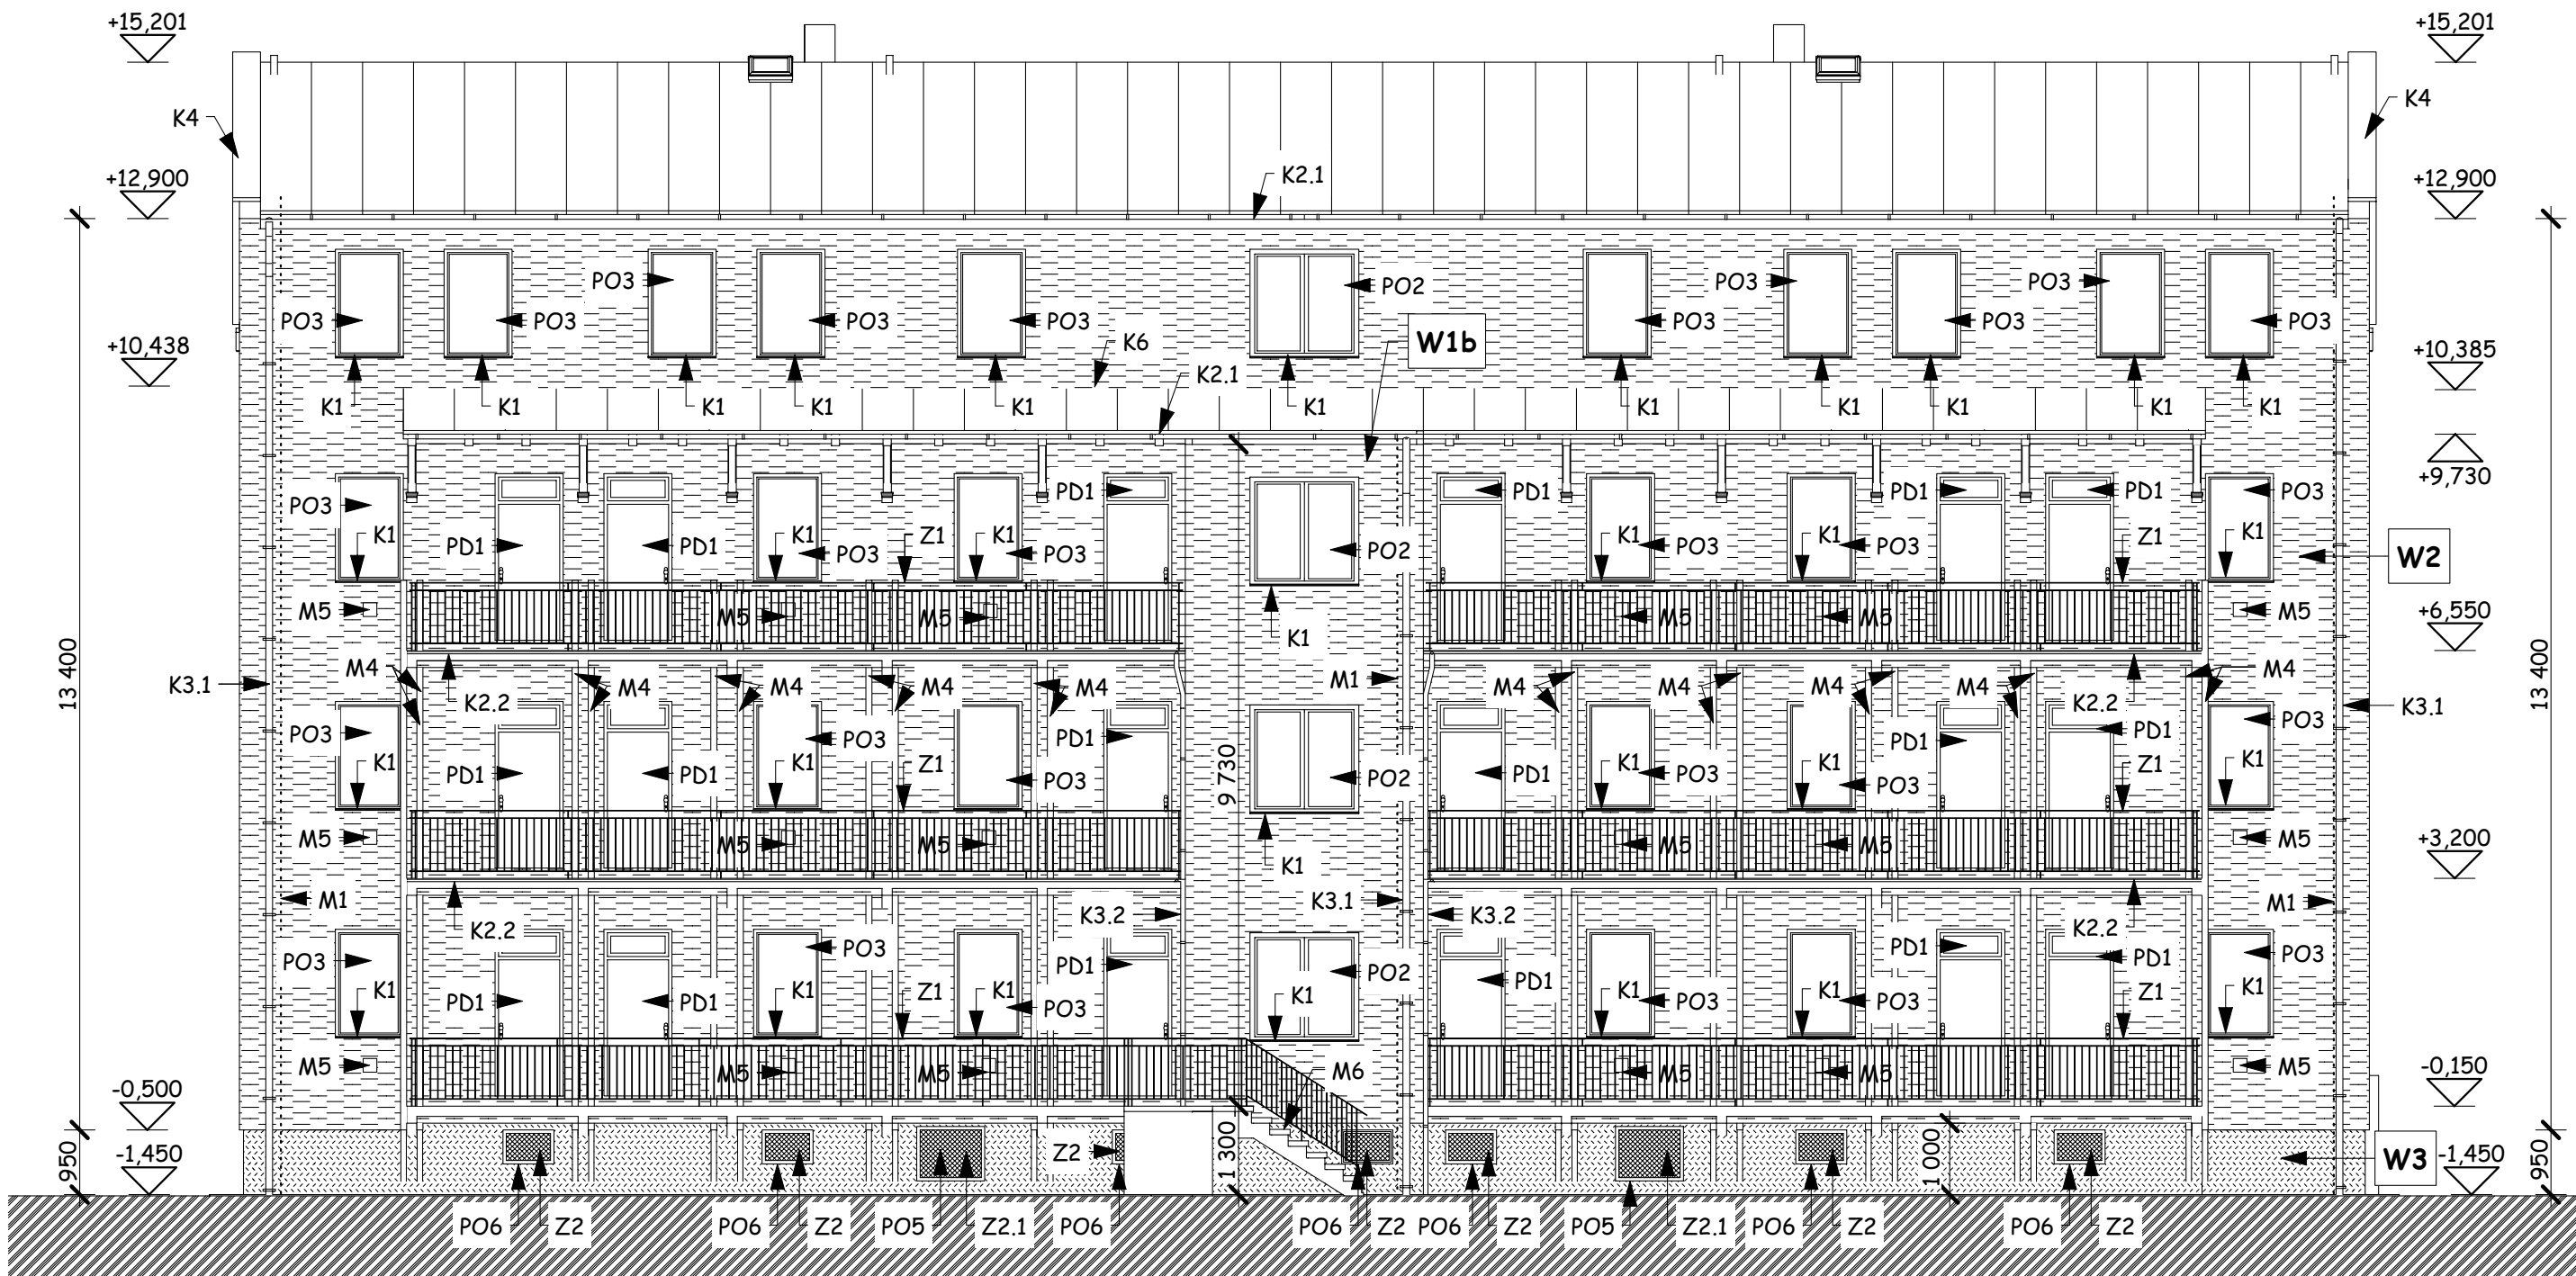 +15,201 +15,201
K4 K4
+12,900 K2.1 +12,900
PO3 PO2 PO3 PO3
PO3 PO3 PO3 PO3 PO3 PO3 PO3
+10,438 K6 W1b +10,385
K2.1
K1 K1 K1 K1 K1 K1 K1 K1 K1 K1 K1
+9,730
PO3 PD1 PD1 PD1 PD1 PO3
K1 PD1 PD1 K1 PO3 Z1 K1 PO3 PO2 K1 PO3 K1 PO3 Z1 K1 W2
M5 M5 M5 K1 M5 M5 M5 +6,550
13 400 K3.1 M4 K2.2 M4 M4 M4 M4 M1 M4 M4 M4 M4 K2.2 M4 K3.1 13 400
PO3 PO3 PD1 PD1 PD1 PO3
K1 PD1 PD1 K1 Z1 PO3 9 730 PO2 PD1 K1 PO3 K1 PO3 Z1 K1
M5 M5 M5 K1 M5 M5 M5 +3,200
M1 K2.2 K3.2 K3.1 K3.2 K2.2 M1
PO3 PO3 PD1 PO2 PD1 PD1 PD1 PO3
K1 PD1 PD1 K1 Z1 K1 PO3 K1 K1 PO3 K1 PO3 Z1 K1
M5 M5 M5 M6 M5 M5 M5
-0,500 -0,150
950 -1,450 Z2 1 300 1 000 W3 -1,450 950
PO6 Z2 PO6 Z2 PO5 Z2.1 PO6 PO6 Z2 PO6 Z2 PO5 Z2.1 PO6 Z2 PO6 Z2